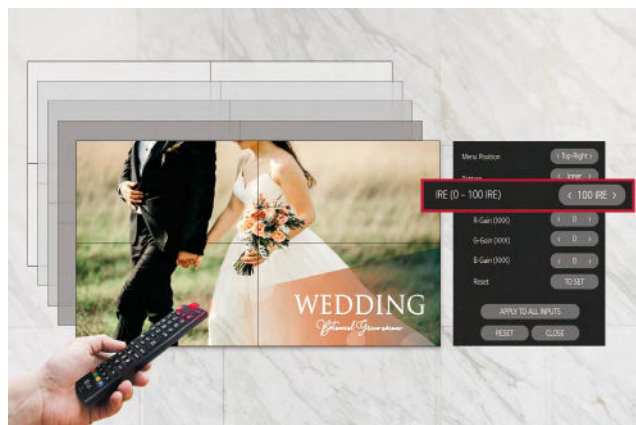 WEDDING
Menu Position
< Top-Right >
< Inner >
IRE (0 ~ 100 IRE)
< 100 IRE >
R-Gain (XXX)
< 0 >
G-Gain (XXX)
< 0 >
B-Gain (XXX)
< 0 >
Reset
TO SET
APPLY TO ALL INPUTS
RESET
CLOSE